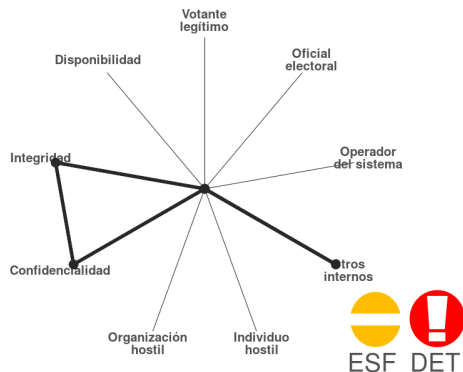 Votante
legítimo
Disponibilidad
Oficial
electoral
Integridad
Operador
del sistema
Confidencialidad
Otros
internos
Organización
hostil
Individuo
hostil
ESF
DET